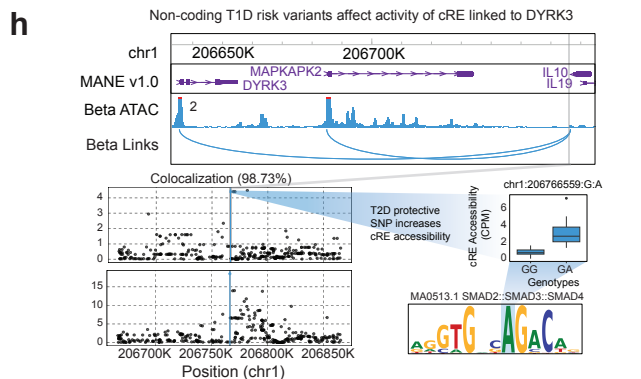 h
Non-coding T1D risk variants affect activity of cRE linked to DYRK3
chr1
206650K
206700K
MANE v1.0
MAPKAPK2
DYRK3
IL10
IL19
Beta ATAC
2
Beta Links
Colocalization (98.73%)
4
3
2
1
0
15
10
5
0
206700K
206750K
206800K
206850K
Position (chr1)
T2D protective
SNP increases
cRE accessibility
chr1:206766559:G:A
cRE Accessibility
(CPM)
6
4
2
0
GG
GA
Genotypes
MA0513.1 SMAD2::SMAD3::SMAD4